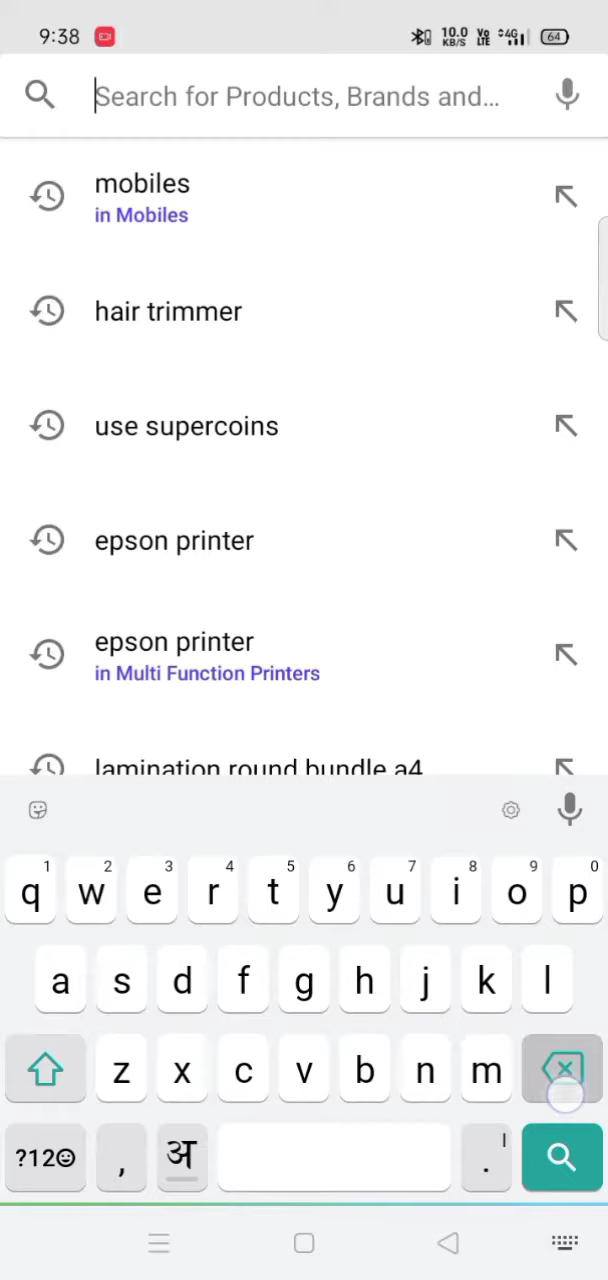 9:38 10.0 KB/S Vo LTE 4G 64
Search for Products, Brands and...
mobiles
in Mobiles
hair trimmer
use supercoins
epson printer
epson printer
in Multi Function Printers
lamination round bundle a4
1 2 3 4 5 6 7 8 9 0
q w e r t y u i o p
a s d f g h j k l
z x c v b n m
?12 , अ . l